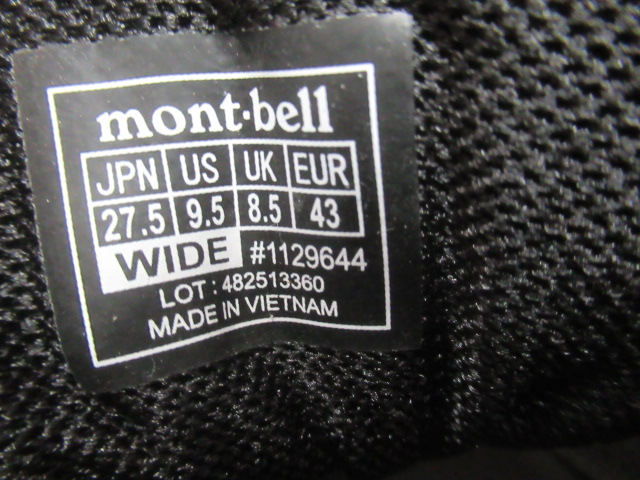 mont·bell
JPN US UK EUR
27.5 9.5 8.5 43
WIDE #1129644
LOT : 482513360
MADE IN VIETNAM